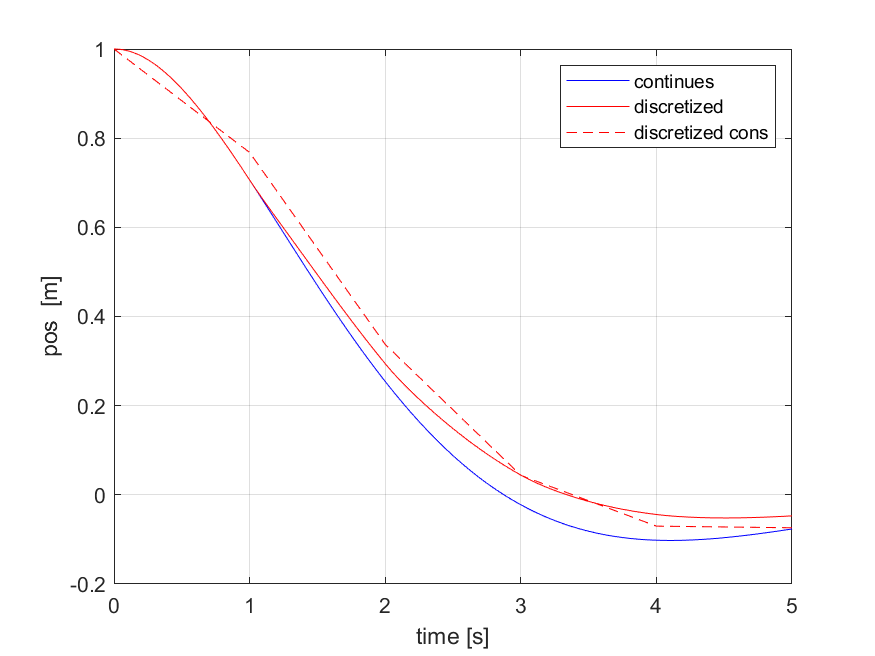 1
0.8
0.6
0.4
0.2
0
-0.2
pos [m]
continues
discretized
discretized cons
0 1 2 3 4 5
time [s]